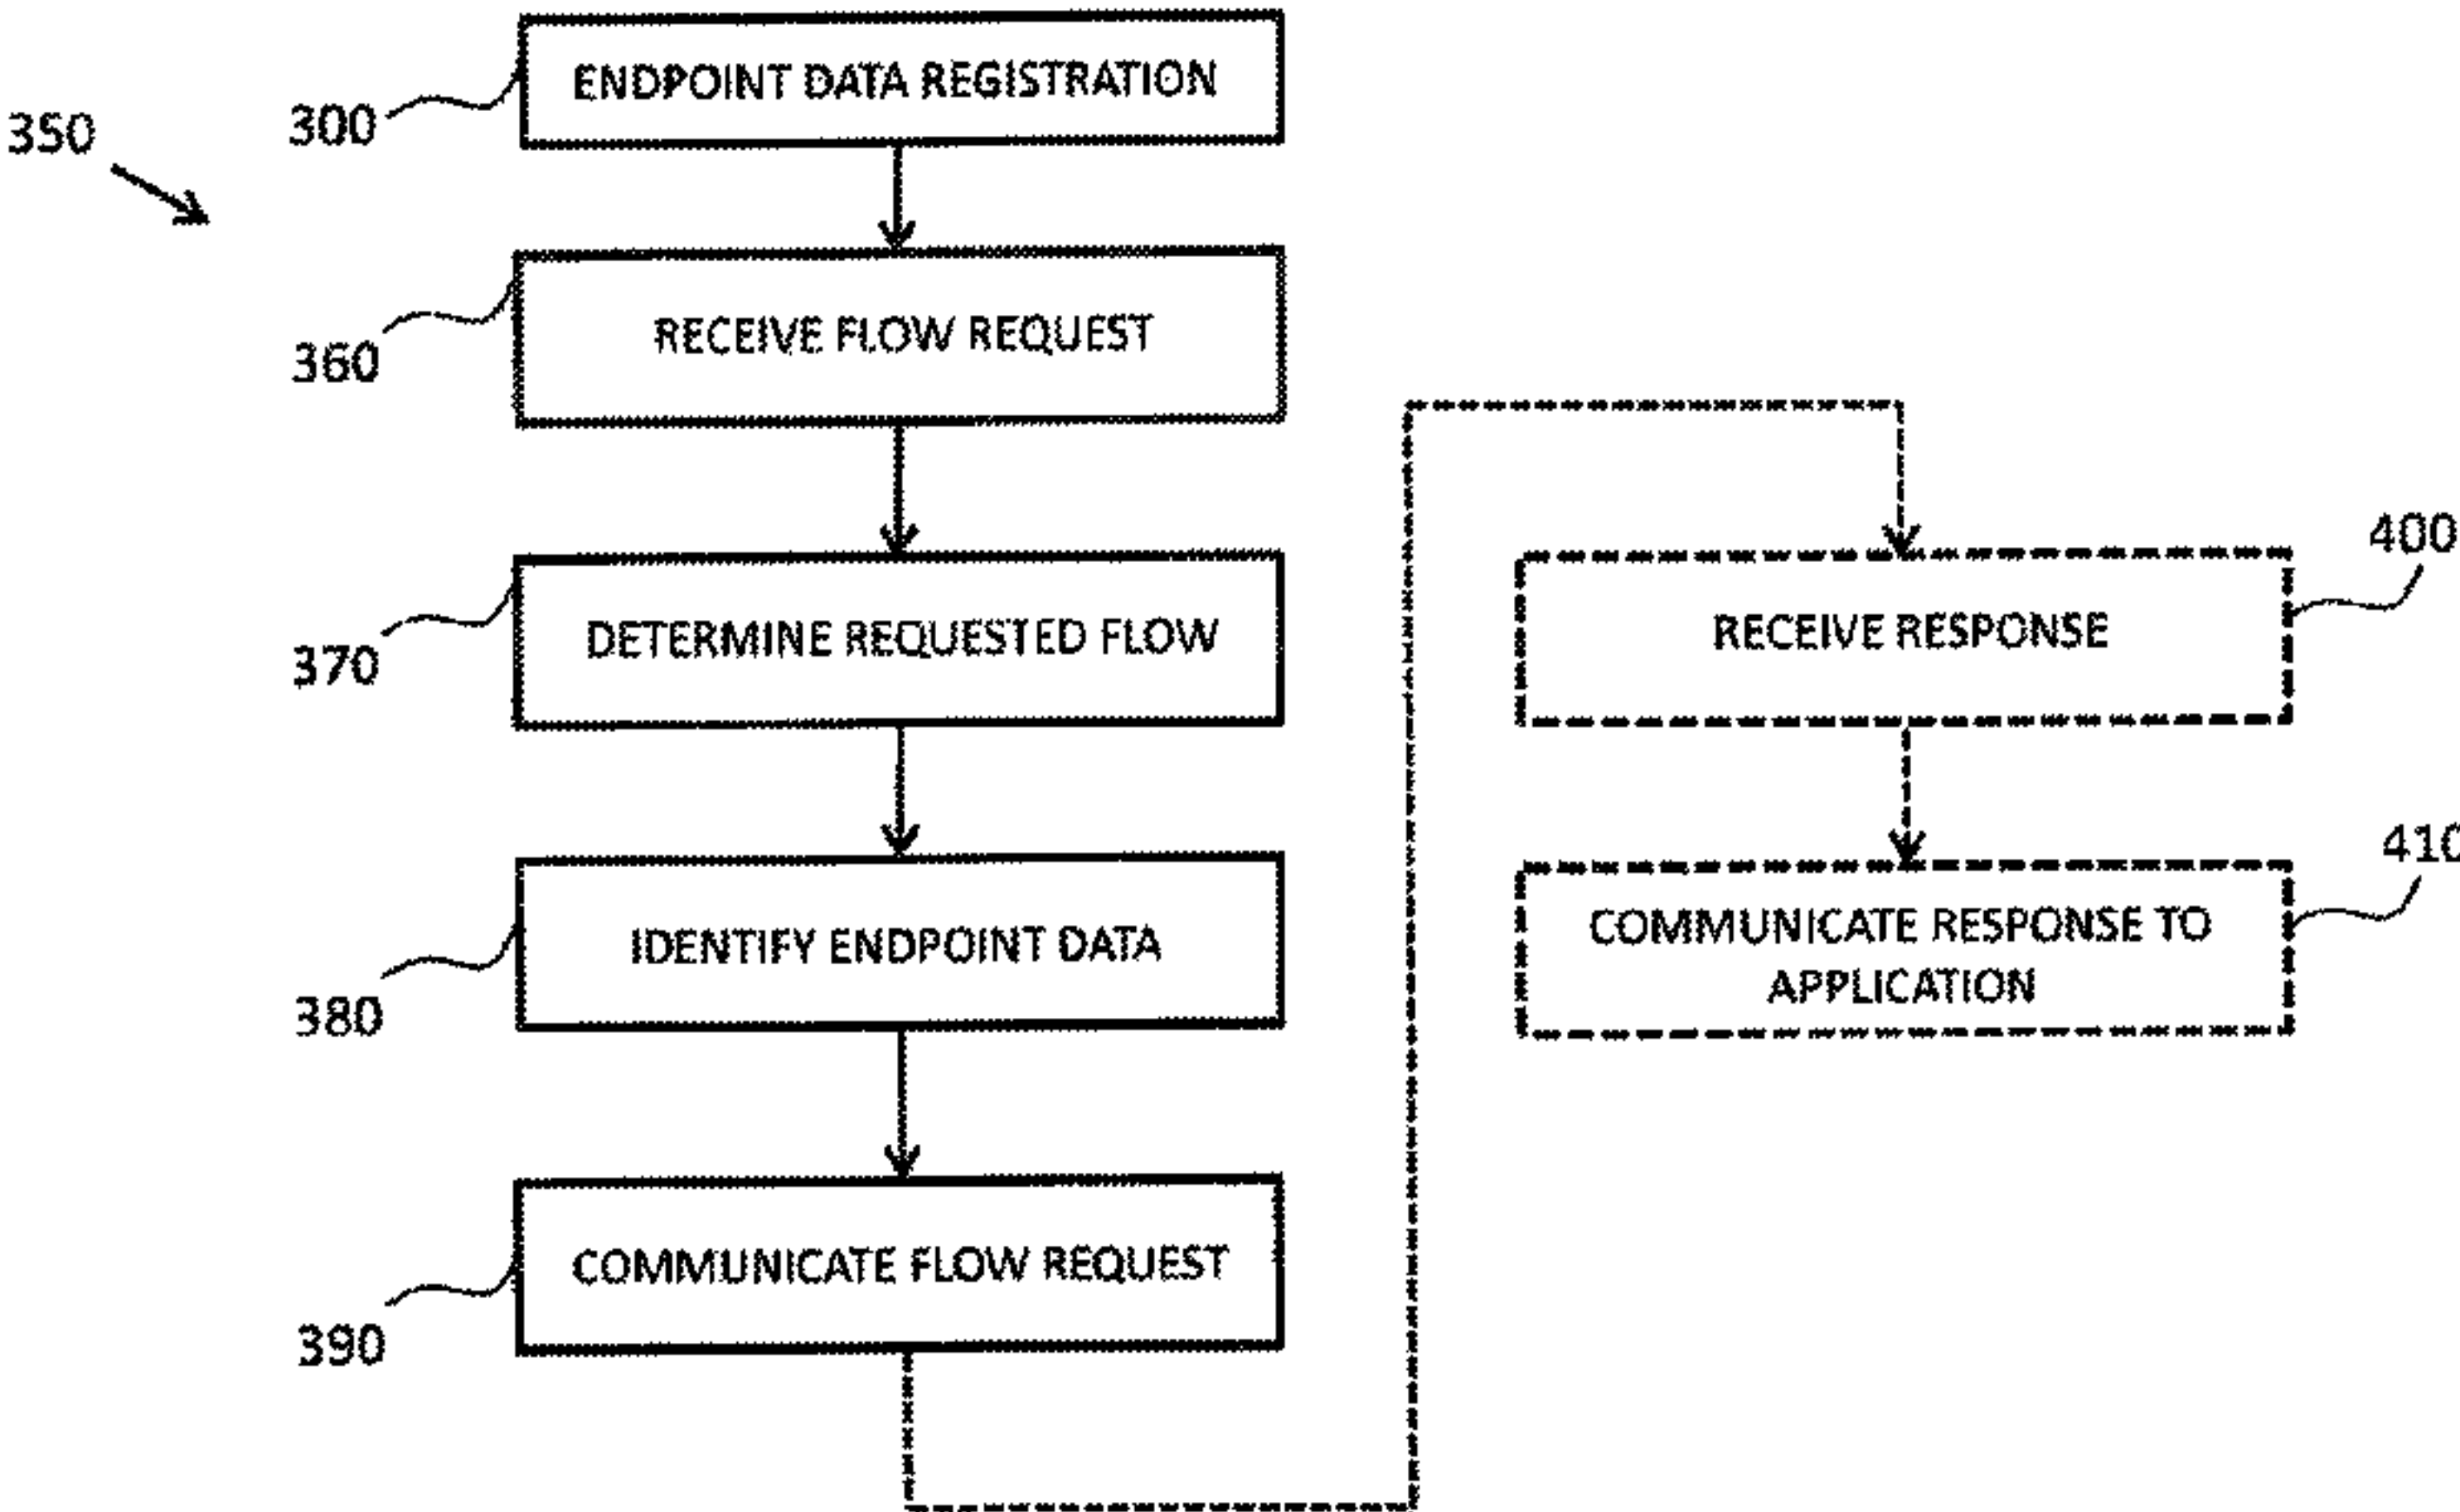 350
300
ENDPOINT DATA REGISTRATION
360
RECEIVE FLOW REQUEST
370
DETERMINE REQUESTED FLOW
380
IDENTIFY ENDPOINT DATA
390
COMMUNICATE FLOW REQUEST
400
RECEIVE RESPONSE
410
COMMUNICATE RESPONSE TO
APPLICATION